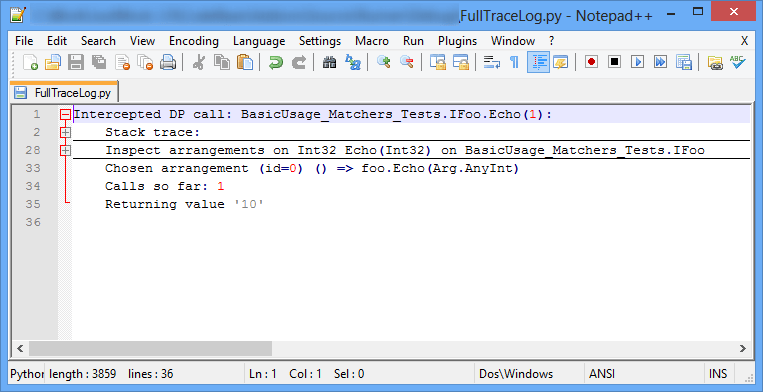 FullTraceLog.py - Notepad++
File Edit Search View Encoding Language Settings Macro Run Plugins Window ? X
FullTraceLog.py
1 Intercepted DP call: BasicUsage_Matchers_Tests.IFoo.Echo(1):
2 Stack trace:
28 Inspect arrangements on Int32 Echo(Int32) on BasicUsage_Matchers_Tests.IFoo
33 Chosen arrangement (id=0) () => foo.Echo(Arg.AnyInt)
34 Calls so far: 1
35 Returning value '10'
36
Python length : 3859 lines : 36 Ln : 1 Col : 1 Sel : 0 Dos\Windows ANSI INS